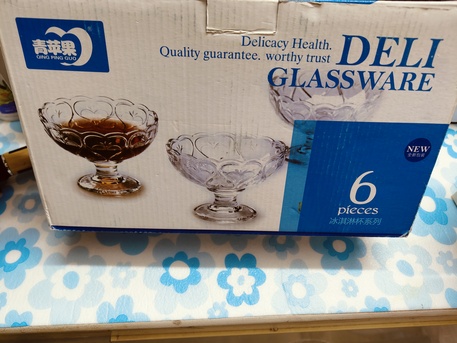 青苹果
QING PING GUO
Delicacy Health.
Quality guarantee. worthy trust
DELI
GLASSWARE
NEW
6
pieces
冰淇淋杯系列